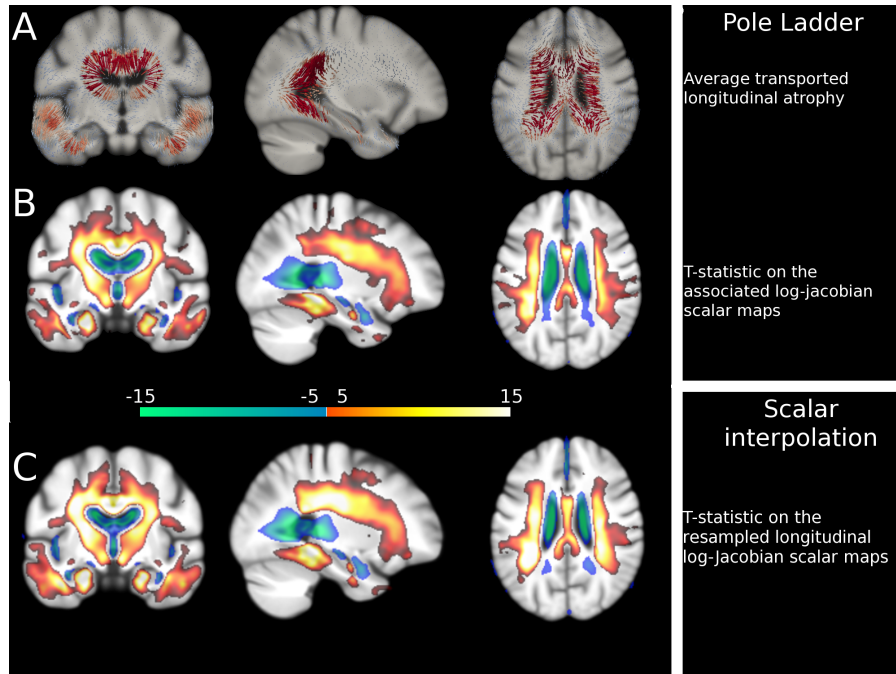 A
Pole Ladder
Average transported
longitudinal atrophy
B
T-statistic on the
associated log-jacobian
scalar maps
-15
-5
5
15
Scalar
interpolation
C
T-statistic on the
resampled longitudinal
log-Jacobian scalar maps